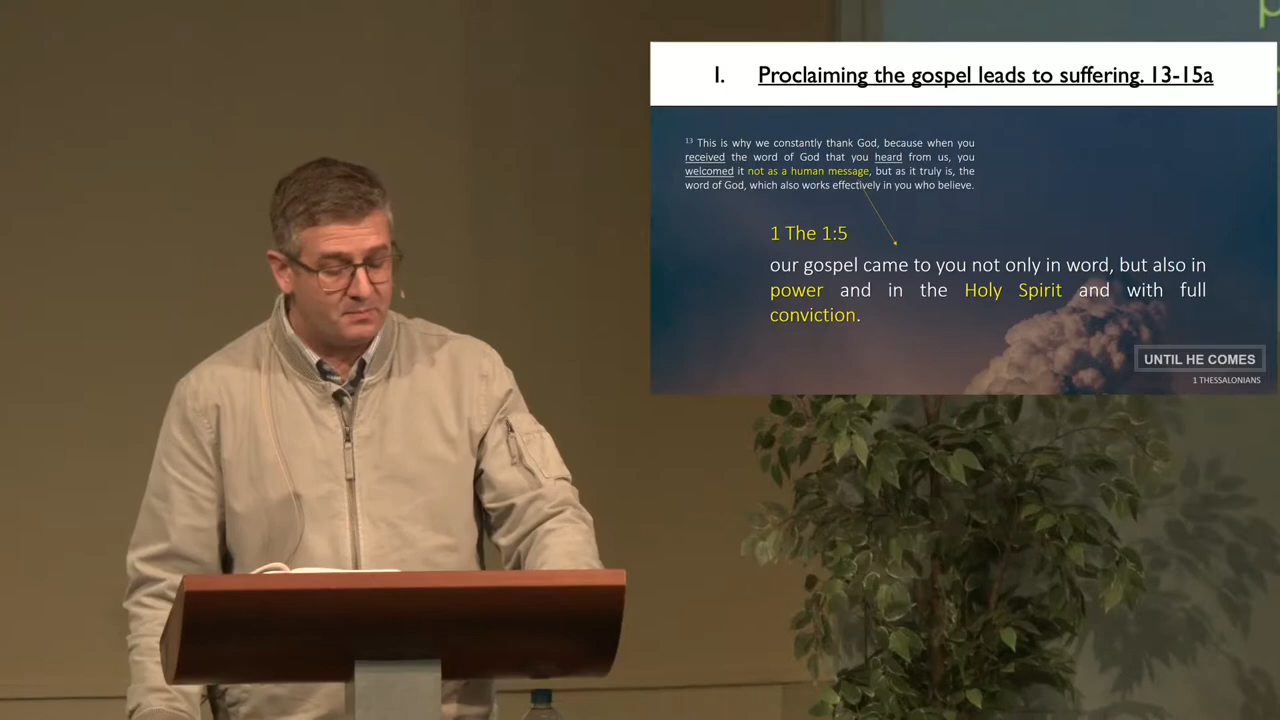 I. Proclaiming the gospel leads to suffering. 13-15a
13 This is why we constantly thank God, because when you
received the word of God that you heard from us, you
welcomed it not as a human message, but as it truly is, the
word of God, which also works effectively in you who believe.
1 The 1:5
our gospel came to you not only in word, but also in
power and in the Holy Spirit and with full
conviction.
UNTIL HE COMES
1 THESSALONIANS